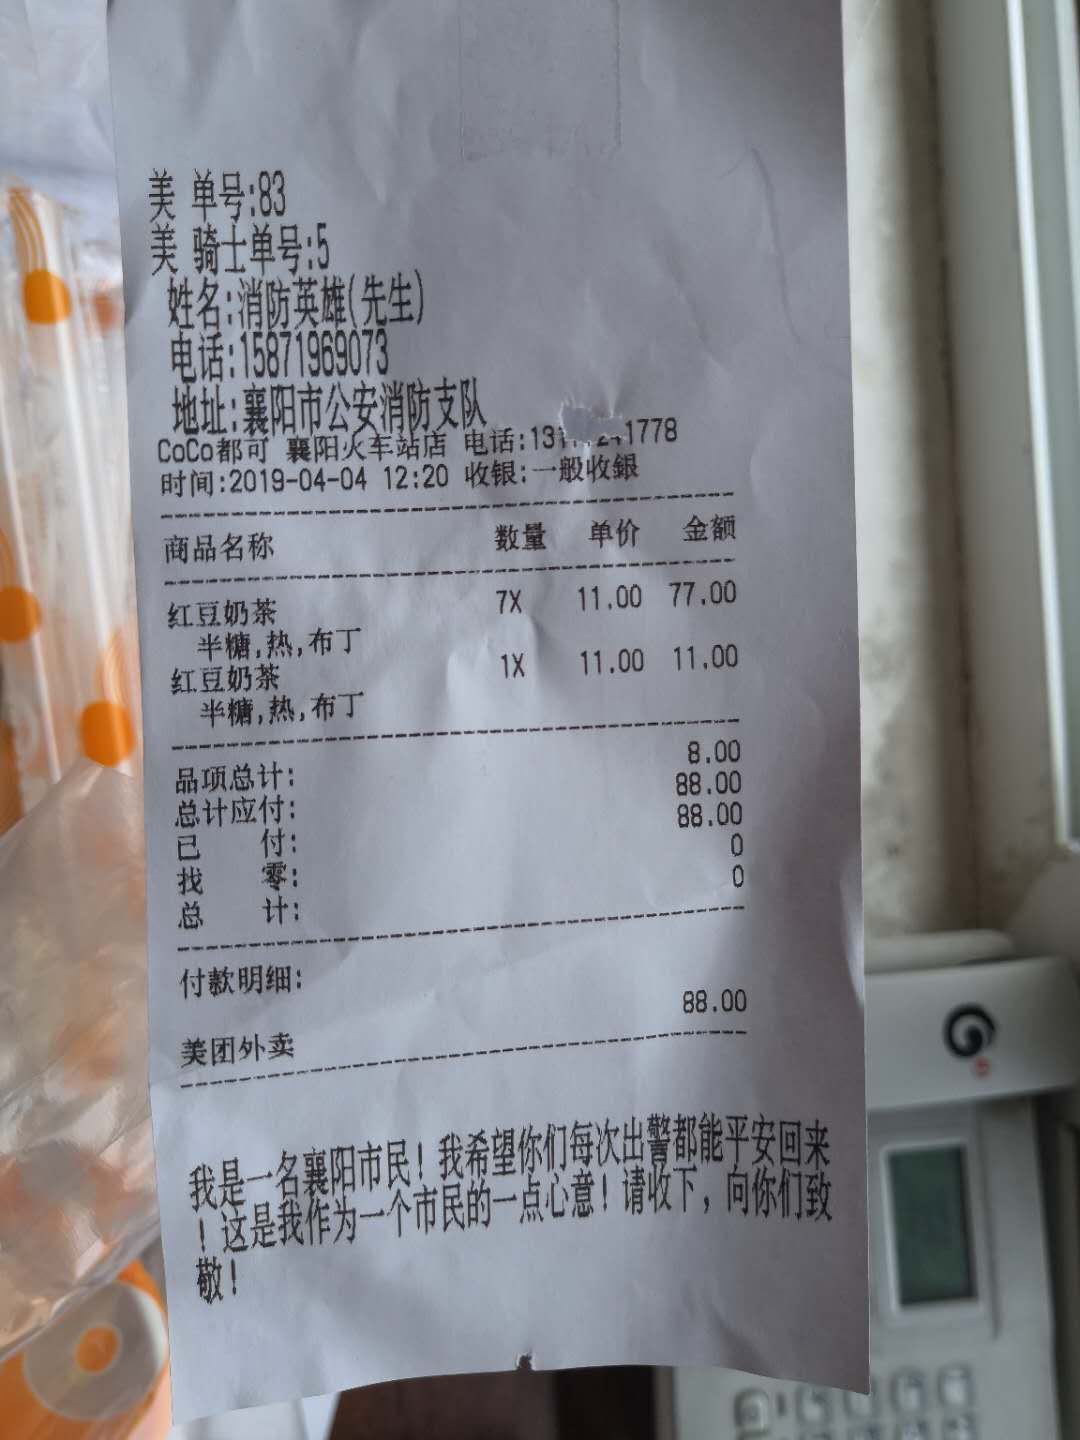 美 单号:83
美 骑士单号:5
姓名:消防英雄(先生)
电话:15871969073
地址:襄阳市公安消防支队
CoCo都可 襄阳火车站店 电话:13 1778
时间:2019-04-04 12:20 收银:一般收銀
商品名称 数量 单价 金额
红豆奶茶 7X 11.00 77.00
半糖,热,布丁
红豆奶茶 1X 11.00 11.00
半糖,热,布丁
品项总计: 8.00
总计应付: 88.00
已 付: 88.00
找 零: 0
总 计: 0
付款明细:
美团外卖 88.00
我是一名襄阳市民!我希望你们每次出警都能平安回来
!这是我作为一个市民的一点心意!请收下,向你们致
敬!